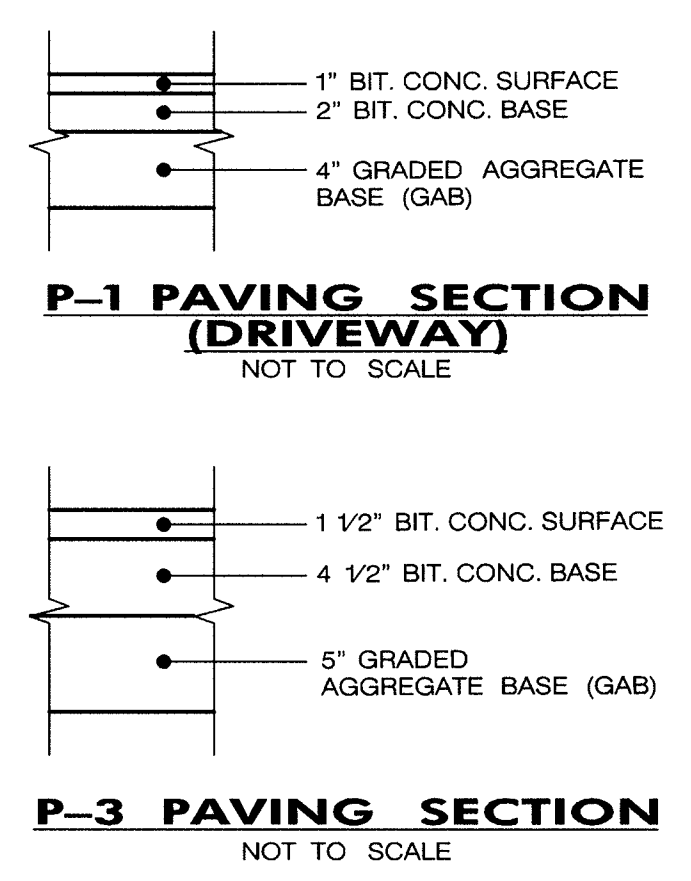 1" BIT. CONC. SURFACE
2" BIT. CONC. BASE
4" GRADED AGGREGATE
BASE (GAB)
P-1 PAVING SECTION
(DRIVEWAY)
NOT TO SCALE
1 1/2" BIT. CONC. SURFACE
4 1/2" BIT. CONC. BASE
5" GRADED
AGGREGATE BASE (GAB)
P-3 PAVING SECTION
NOT TO SCALE